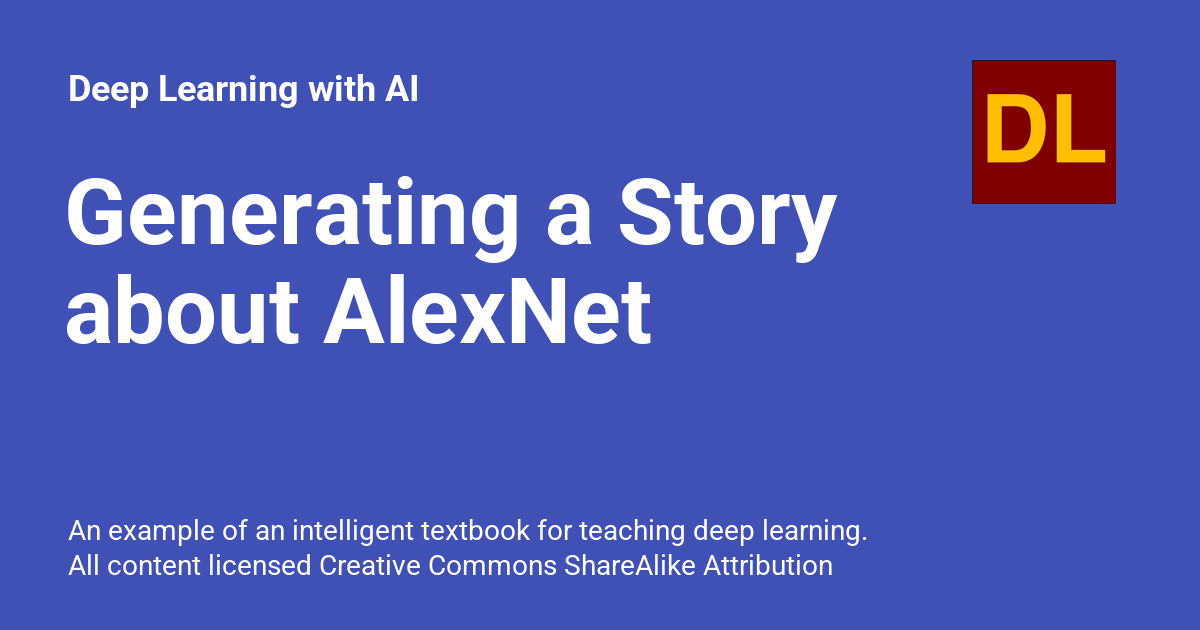 Deep Learning with AI
DL
Generating a Story
about AlexNet
An example of an intelligent textbook for teaching deep learning.
All content licensed Creative Commons ShareAlike Attribution